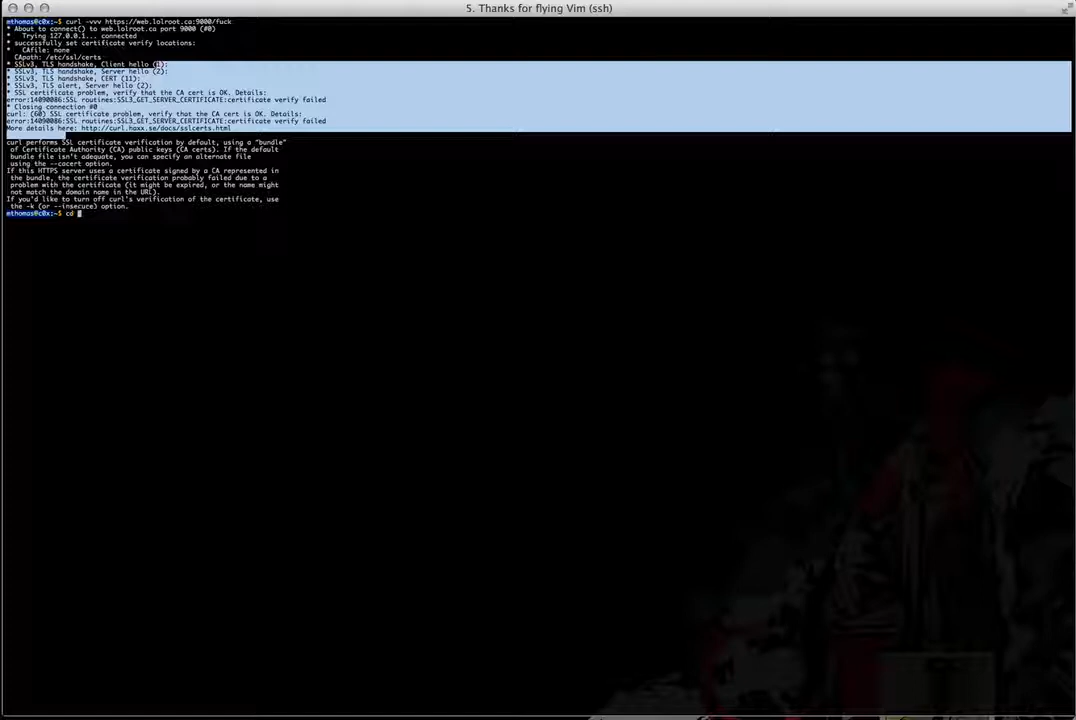 5. Thanks for flying Vim (ssh)
mthomas@c0x:~$ curl -vvv https://web.lolroot.ca:9000/fuck
* About to connect() to web.lolroot.ca port 9000 (#0)
*   Trying 127.0.0.1... connected
* successfully set certificate verify locations:
*   CAfile: none
  CApath: /etc/ssl/certs
* SSLv3, TLS handshake, Client hello (1):
* SSLv3, TLS handshake, Server hello (2):
* SSLv3, TLS handshake, CERT (11):
* SSLv3, TLS alert, Server hello (2):
* SSL certificate problem, verify that the CA cert is OK. Details:
error:14090086:SSL routines:SSL3_GET_SERVER_CERTIFICATE:certificate verify failed
* Closing connection #0
curl: (60) SSL certificate problem, verify that the CA cert is OK. Details:
error:14090086:SSL routines:SSL3_GET_SERVER_CERTIFICATE:certificate verify failed
More details here: http://curl.haxx.se/docs/sslcerts.html
curl performs SSL certificate verification by default, using a "bundle"
 of Certificate Authority (CA) public keys (CA certs). If the default
 bundle file isn't adequate, you can specify an alternate file
 using the --cacert option.
If this HTTPS server uses a certificate signed by a CA represented in
 the bundle, the certificate verification probably failed due to a
 problem with the certificate (it might be expired, or the name might
 not match the domain name in the URL).
If you'd like to turn off curl's verification of the certificate, use
 the -k (or --insecure) option.
mthomas@c0x:~$ cd